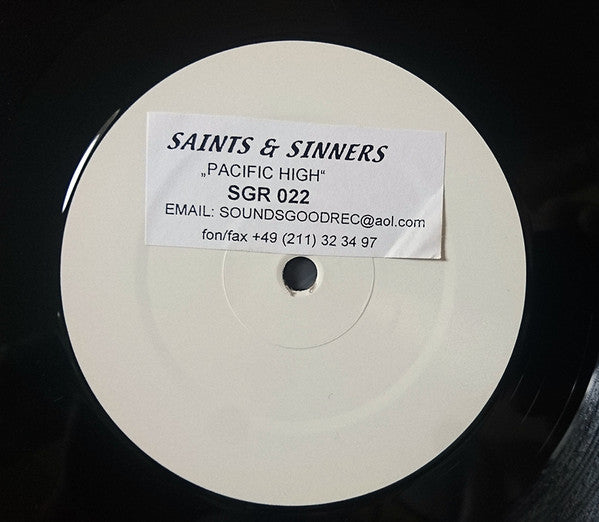 SAINTS & SINNERS
„PACIFIC HIGH“
SGR 022
EMAIL: SOUNDSGOODREC@aol.com
fon/fax +49 (211) 32 34 97